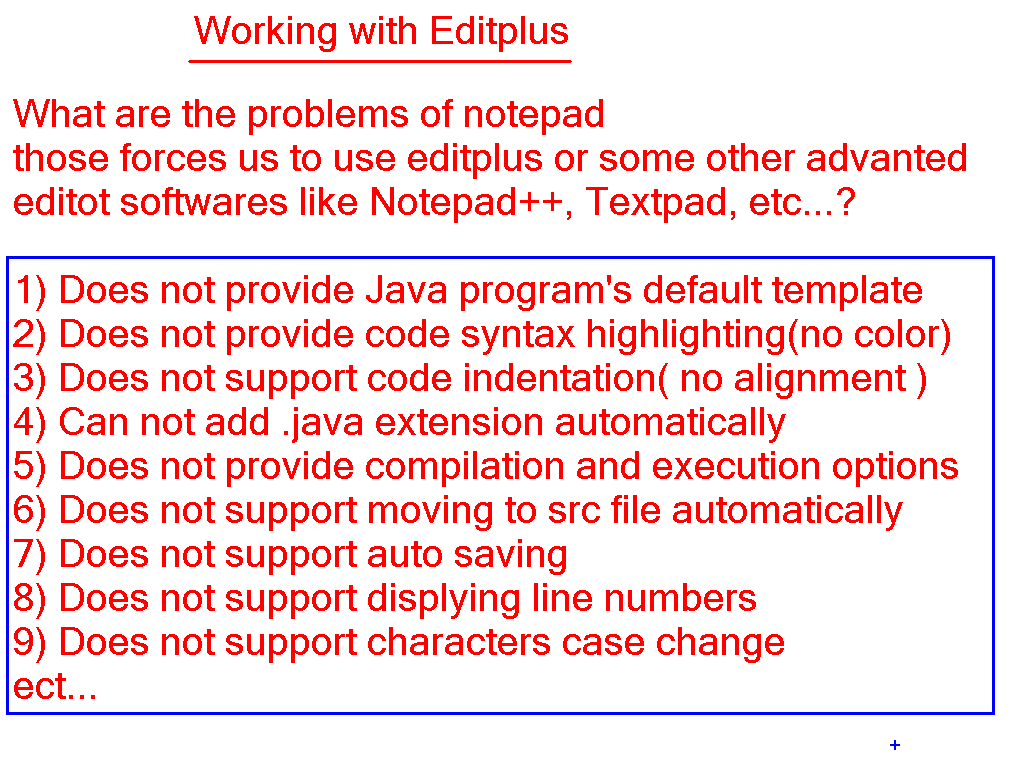 Working with Editplus
What are the problems of notepad
those forces us to use editplus or some other advanted
editot softwares like Notepad++, Textpad, etc...?
1) Does not provide Java program's default template
2) Does not provide code syntax highlighting(no color)
3) Does not support code indentation( no alignment )
4) Can not add .java extension automatically
5) Does not provide compilation and execution options
6) Does not support moving to src file automatically
7) Does not support auto saving
8) Does not support displying line numbers
9) Does not support characters case change
ect...